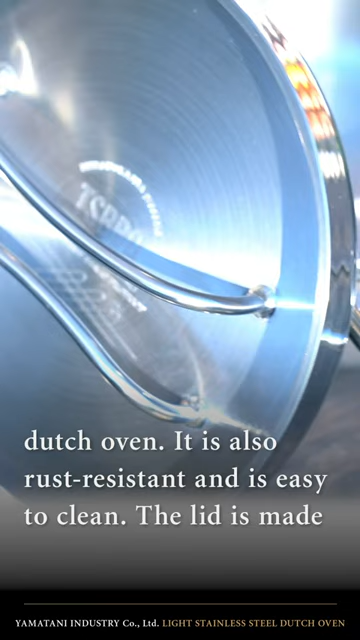 dutch oven. It is also
rust-resistant and is easy
to clean. The lid is made
YAMATANI INDUSTRY Co., Ltd. LIGHT STAINLESS STEEL DUTCH OVEN